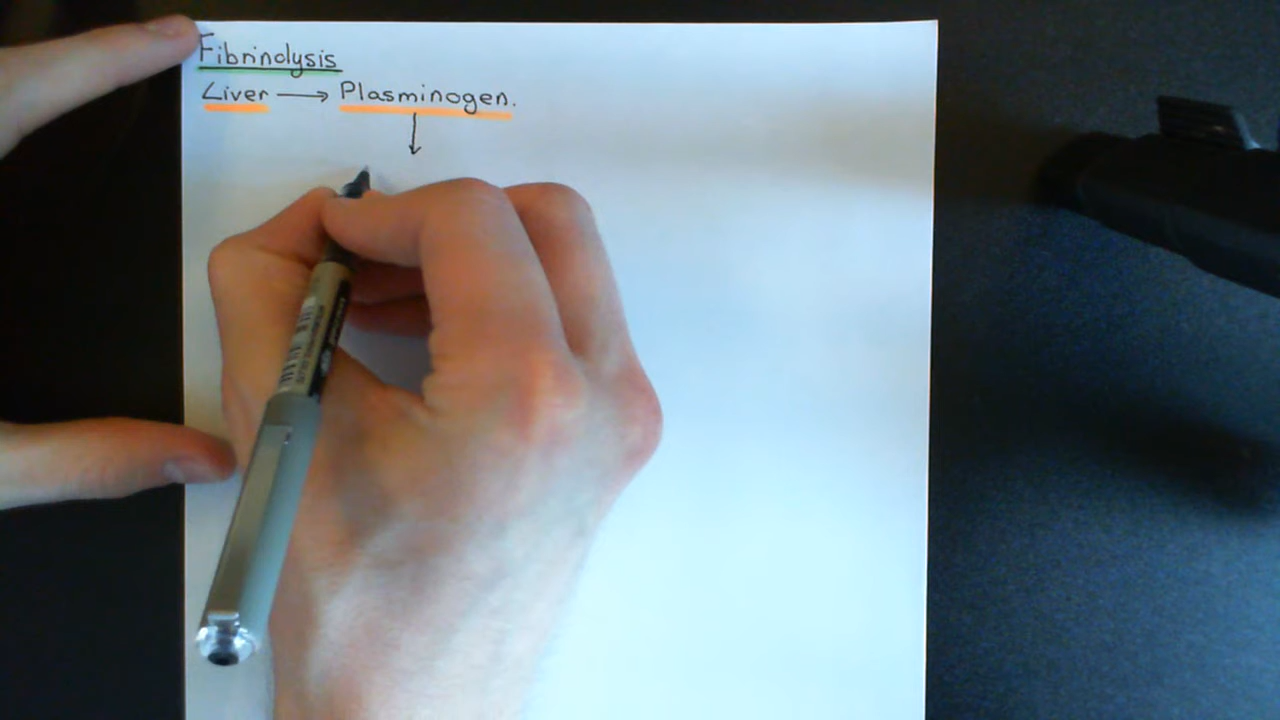 Fibrinolysis
Liver → Plasminogen.
↓